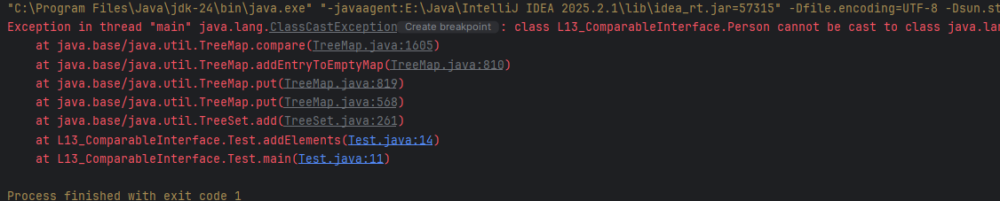 "C:\Program Files\Java\jdk-24\bin\java.exe" "-javaagent:E:\Java\IntelliJ IDEA 2025.2.1\lib\idea_rt.jar=57315" -Dfile.encoding=UTF-8 -Dsun.st
Exception in thread "main" java.lang.ClassCastException Create breakpoint : class L13_ComparableInterface.Person cannot be cast to class java.lan
at java.base/java.util.TreeMap.compare(TreeMap.java:1605)
at java.base/java.util.TreeMap.addEntryToEmptyMap(TreeMap.java:810)
at java.base/java.util.TreeMap.put(TreeMap.java:819)
at java.base/java.util.TreeMap.put(TreeMap.java:568)
at java.base/java.util.TreeSet.add(TreeSet.java:261)
at L13_ComparableInterface.Test.addElements(Test.java:14)
at L13_ComparableInterface.Test.main(Test.java:11)
Process finished with exit code 1